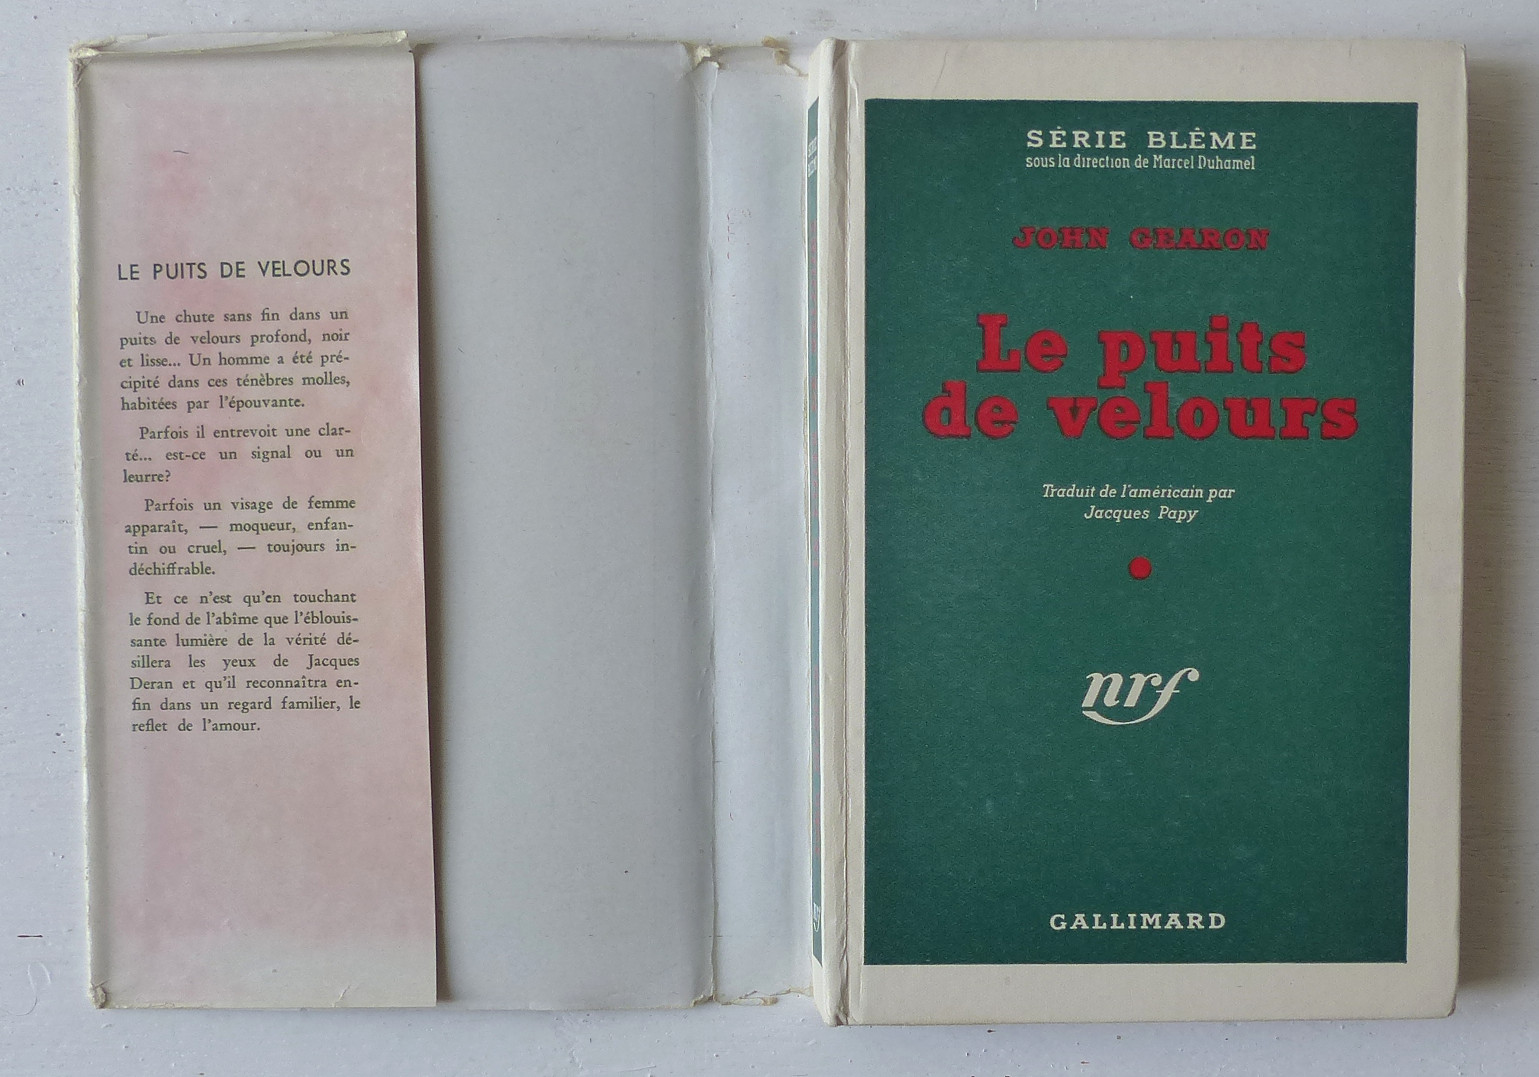 LE PUITS DE VELOURS
Une chute sans fin dans un
puits de velours profond, noir
et lisse... Un homme a été pré-
cipité dans ces ténèbres molles,
habitées par l'épouvante.
Parfois il entrevoit une clar-
té... est-ce un signal ou un
leurre?
Parfois un visage de femme
apparaît, — moqueur, enfan-
tin ou cruel, — toujours in-
déchiffrable.
Et ce n'est qu'en touchant
le fond de l'abîme que l'éblouis-
sante lumière de la vérité dé-
sillera les yeux de Jacques
Deran et qu'il reconnaîtra en-
fin dans un regard familier, le
reflet de l'amour.
SÉRIE BLÊME
sous la direction de Marcel Duhamel
JOHN GEARON
Le puits
de velours
Traduit de l'américain par
Jacques Papy
nrf
GALLIMARD